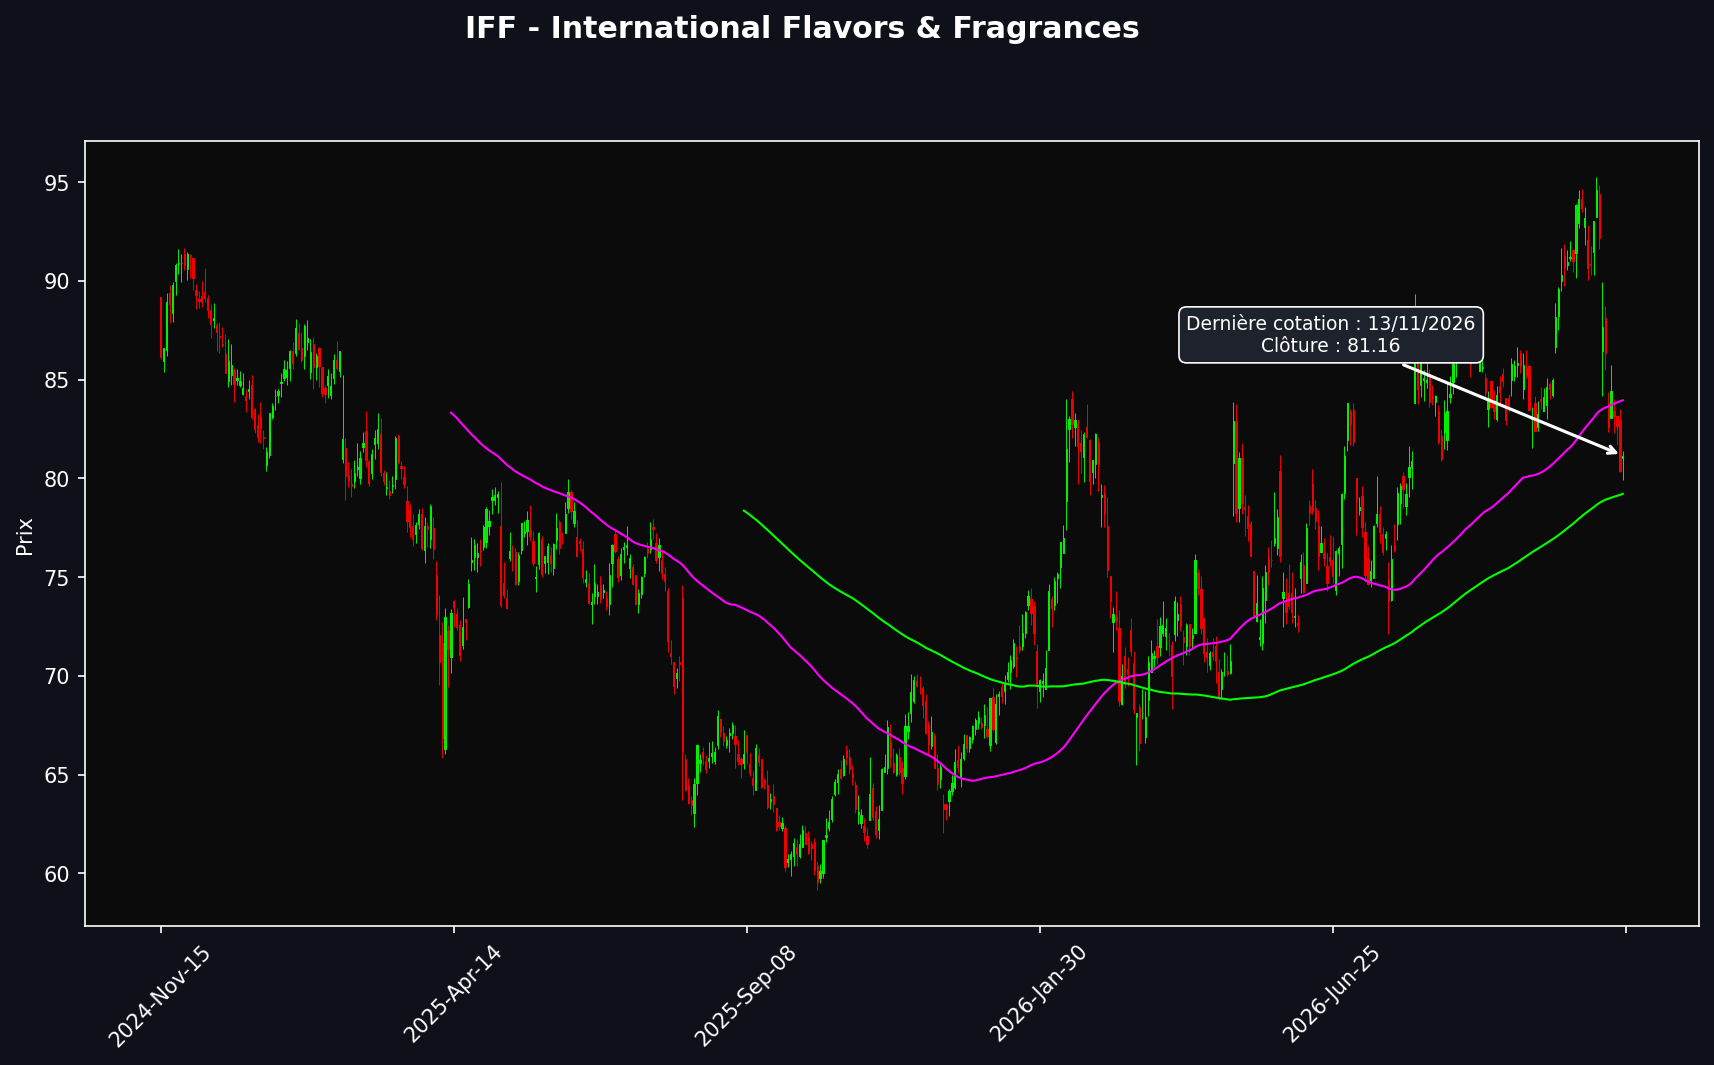 IFF - International Flavors & Fragrances
95
90
85
80
75
70
65
60
Prix
Dernière cotation : 13/11/2026
Clôture : 81.16
2024-Nov-15
2025-Apr-14
2025-Sep-08
2026-Jan-30
2026-Jun-25